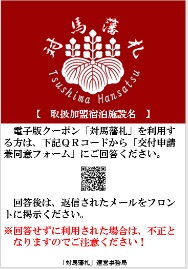 対馬藩札
Tsushima Hansatsu
【 取扱加盟宿泊施設名 】
電子版クーポン「対馬藩札」を利用す
る方は、下記ＱＲコードから「交付申請
兼同意フォーム」にご回答ください。
回答後は、返信されたメールをフロン
トに掲示ください。
※回答せずに利用された場合は、不正と
なりますのでご注意ください！
「対馬藩札」運営事務局